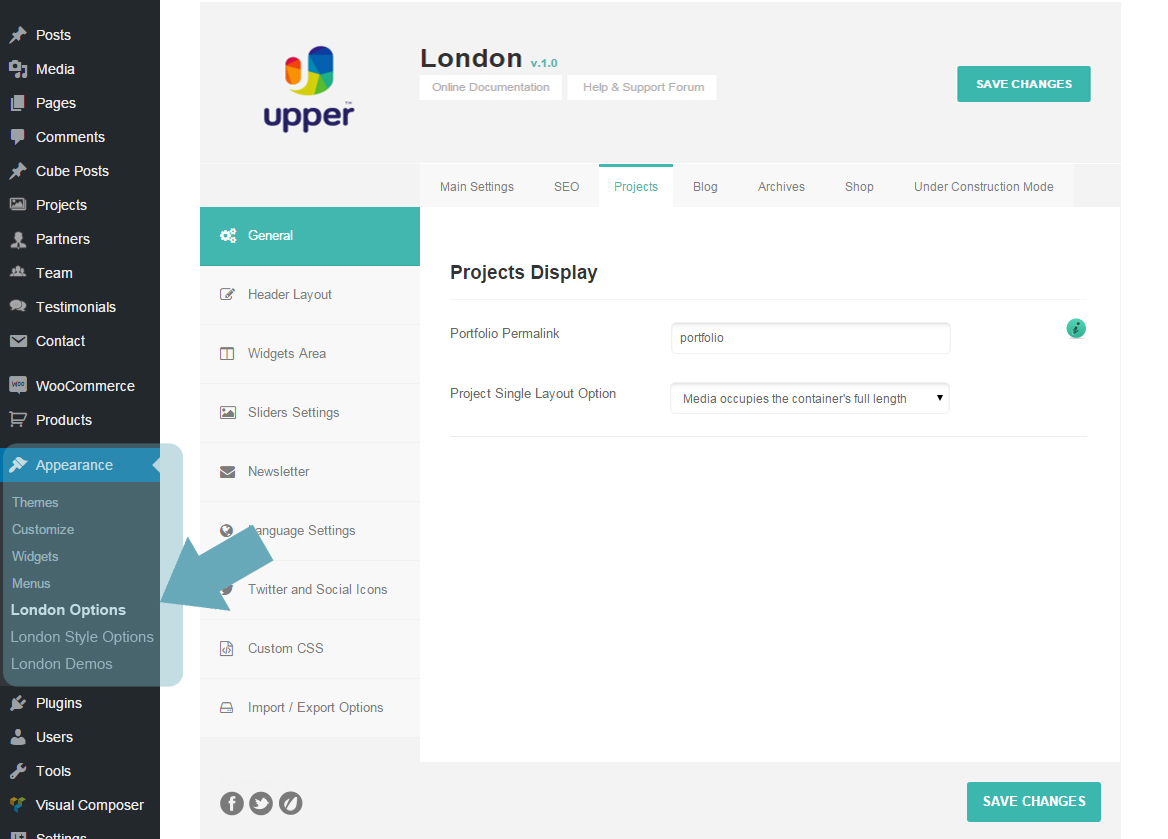 Posts
Media
Pages
Comments
Cube Posts
Projects
Partners
Team
Testimonials
Contact
WooCommerce
Products
Appearance
Themes
Customize
Widgets
Menus
London Options
London Style Options
London Demos
Plugins
Users
Tools
Visual Composer
Settings
upper™
London v.1.0
Online Documentation Help & Support Forum
SAVE CHANGES
Main Settings SEO Projects Blog Archives Shop Under Construction Mode
General
Header Layout
Widgets Area
Sliders Settings
Newsletter
Language Settings
Twitter and Social Icons
Custom CSS
Import / Export Options
Projects Display
Portfolio Permalink portfolio
Project Single Layout Option Media occupies the container's full length
SAVE CHANGES